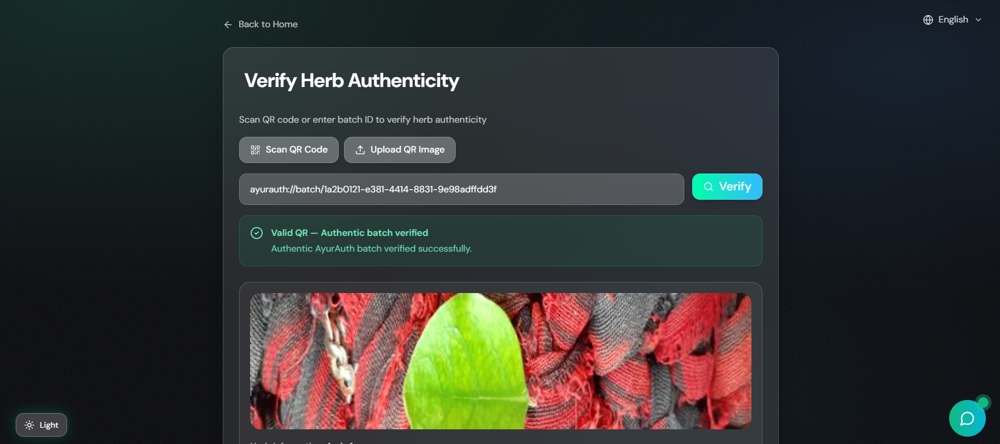 Back to Home
English
Verify Herb Authenticity
Scan QR code or enter batch ID to verify herb authenticity
Scan QR Code
Upload QR Image
ayurauth://batch/1a2b0121-e381-4414-8831-9e98adffdd3f
Verify
Valid QR — Authentic batch verified
Authentic AyurAuth batch verified successfully.
Light